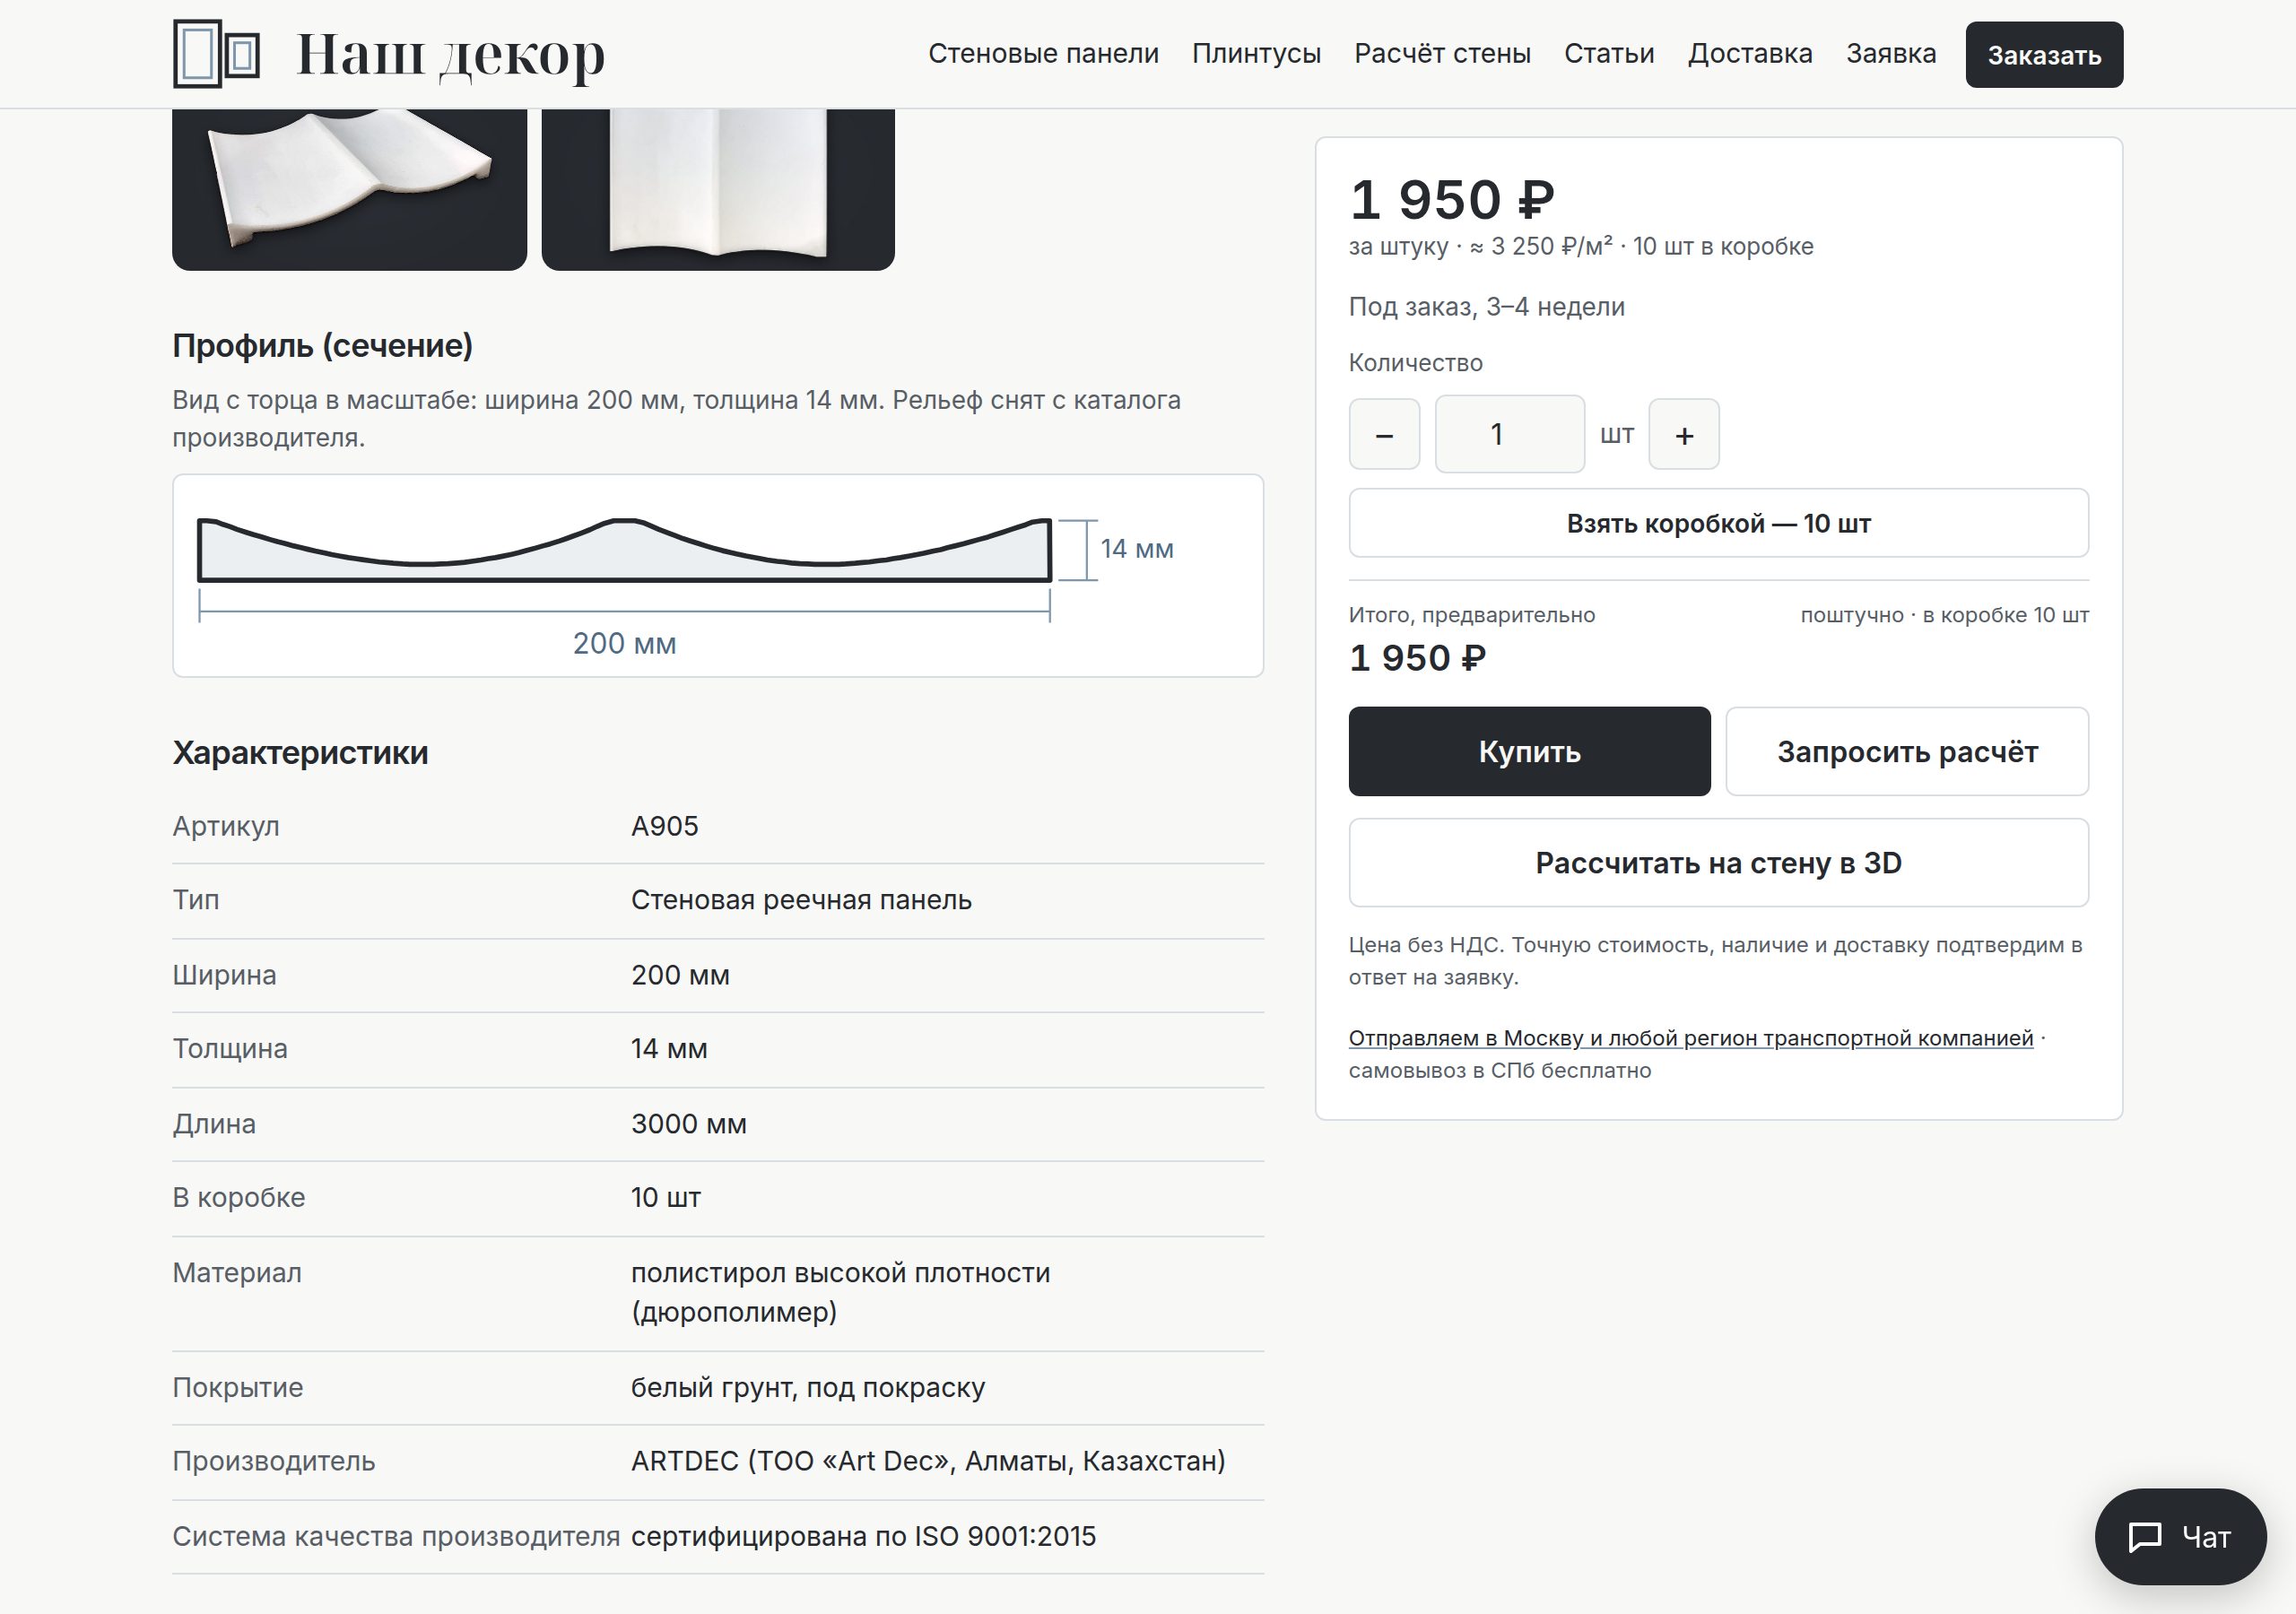 Наш декор
Стеновые панели Плинтусы Расчёт стены Статьи Доставка Заявка Заказать
Профиль (сечение)
Вид с торца в масштабе: ширина 200 мм, толщина 14 мм. Рельеф снят с каталога
производителя.
14 мм
200 мм
Характеристики
Артикул A905
Тип Стеновая реечная панель
Ширина 200 мм
Толщина 14 мм
Длина 3000 мм
В коробке 10 шт
Материал полистирол высокой плотности
(дюрополимер)
Покрытие белый грунт, под покраску
Производитель ARTDEC (ТОО «Art Dec», Алматы, Казахстан)
Система качества производителя сертифицирована по ISO 9001:2015
1 950 ₽
за штуку · ≈ 3 250 ₽/м² · 10 шт в коробке
Под заказ, 3–4 недели
Количество
− 1 шт +
Взять коробкой — 10 шт
Итого, предварительно поштучно · в коробке 10 шт
1 950 ₽
Купить Запросить расчёт
Рассчитать на стену в 3D
Цена без НДС. Точную стоимость, наличие и доставку подтвердим в
ответ на заявку.
Отправляем в Москву и любой регион транспортной компанией ·
самовывоз в СПб бесплатно
Чат